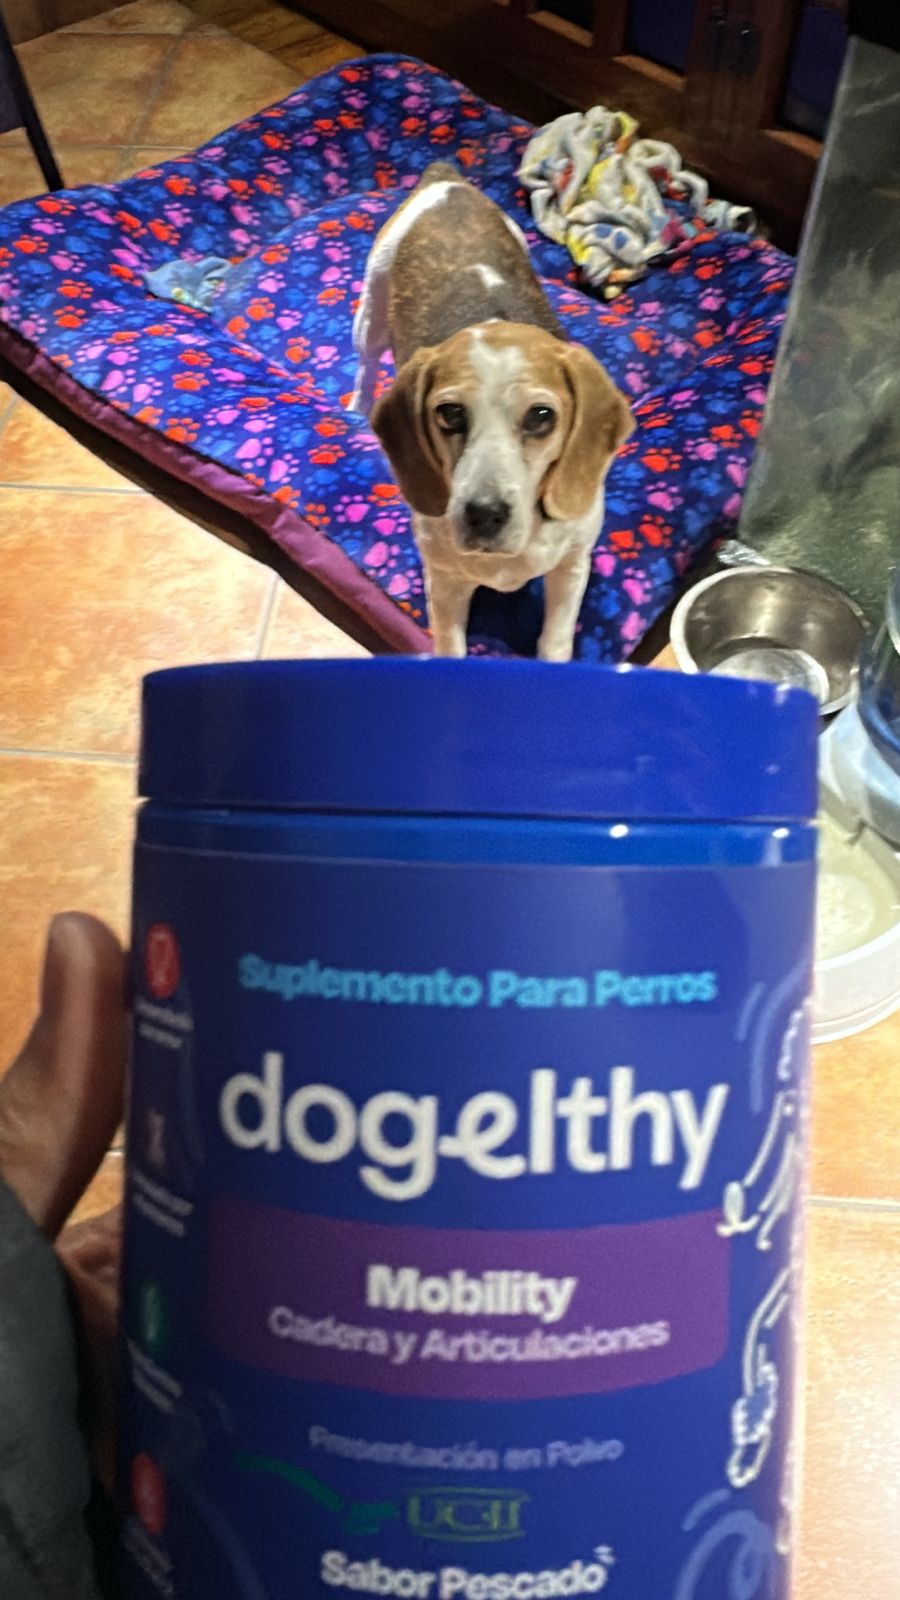 Suplemento Para Perros
dogelthy
Mobility
Cadera y Articulaciones
Presentación en Polvo
UCII
Sabor Pescado